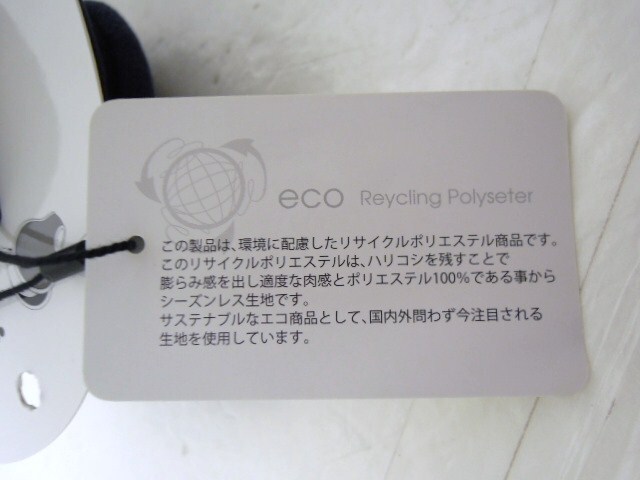 eco Reycling Polyseter
この製品は、環境に配慮したリサイクルポリエステル商品です。
このリサイクルポリエステルは、ハリコシを残すことで
膨らみ感を出し適度な肉感とポリエステル100%である事から
シーズンレス生地です。
サステナブルなエコ商品として、国内外問わず今注目される
生地を使用しています。